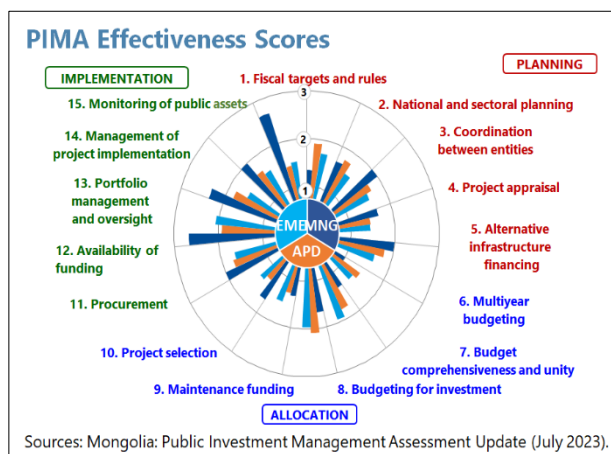 PIMA Effectiveness Scores
IMPLEMENTATION
PLANNING
1. Fiscal targets and rules
2. National and sectoral planning
3. Coordination
between entities
4. Project appraisal
5. Alternative
infrastructure
financing
6. Multiyear
budgeting
7. Budget
comprehensiveness and unity
8. Budgeting for investment
9. Maintenance funding
ALLOCATION
10. Project selection
11. Procurement
12. Availability of
funding
13. Portfolio
management
and oversight
14. Management of
project implementation
15. Monitoring of public assets
3
2
1
EME
MNG
APD
Sources: Mongolia: Public Investment Management Assessment Update (July 2023).